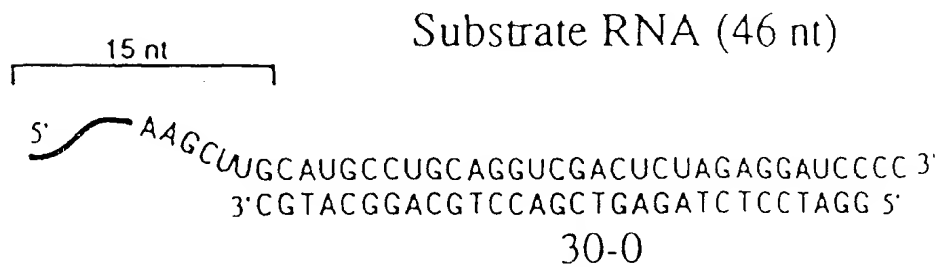 Substrate RNA (46 nt)
15 nt
5' AAGCUUGCAUGCCUGCAGGUCGACUCUAGAGGAUCCCC 3'
3'CGTACGGACGTCCAGCTGAGATCTCCTAGG 5'
30-0